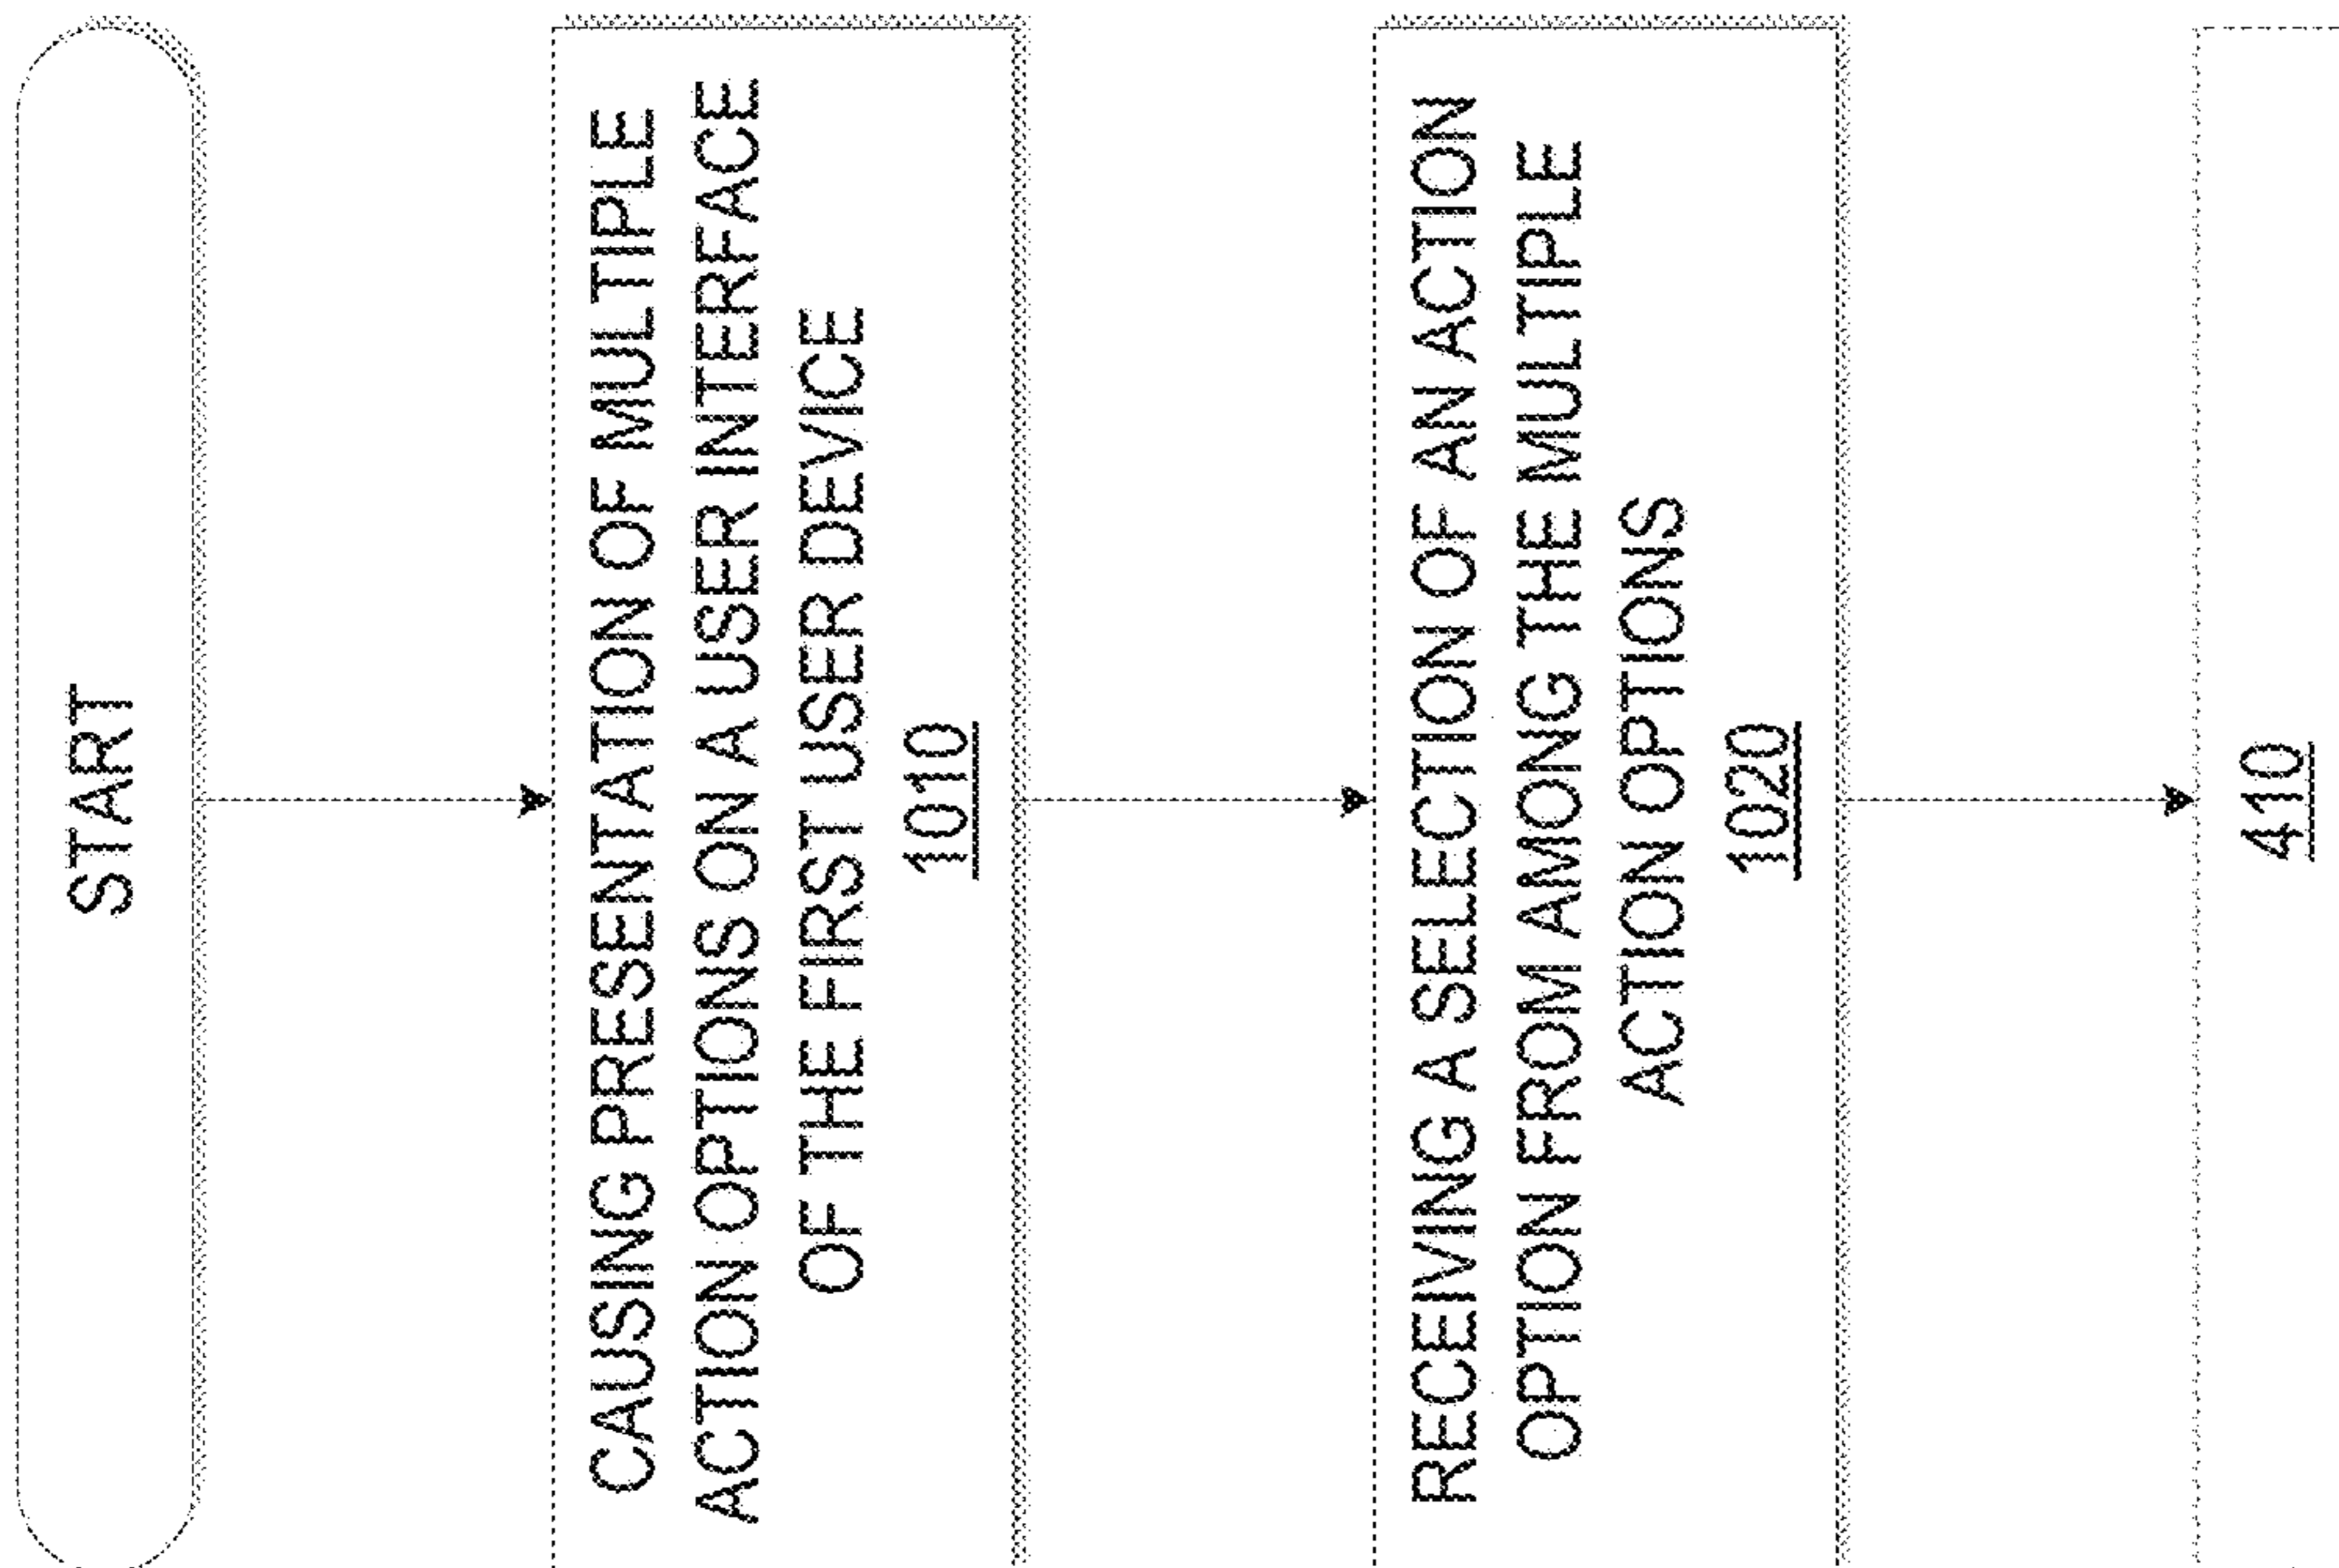 START
CAUSING PRESENTATION OF MULTIPLE
ACTION OPTIONS ON A USER INTERFACE
OF THE FIRST USER DEVICE
1010
RECEIVING A SELECTION OF AN ACTION
OPTION FROM AMONG THE MULTIPLE
ACTION OPTIONS
1020
410